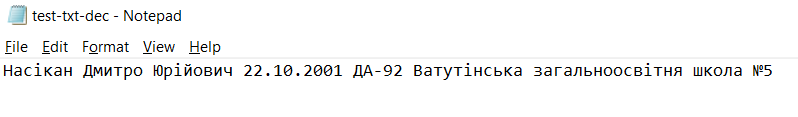 test-txt-dec - Notepad
File Edit Format View Help
Насікан Дмитро Юрійович 22.10.2001 ДА-92 Ватутінська загальноосвітня школа №5